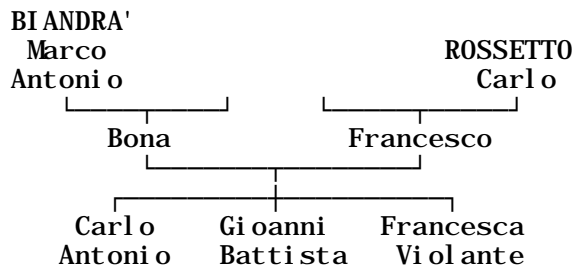 BIANDRA'
Marco ROSSETTO
Antonio Carlo
Bona Francesco
Carlo Gioanni Francesca
Antonio Battista Violante